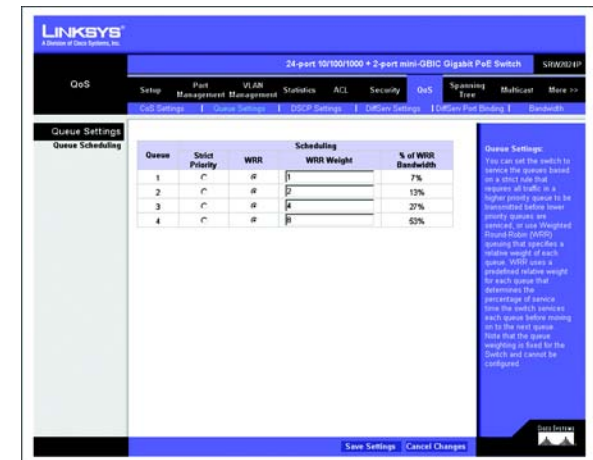 LINKSYS®
A Division of Cisco Systems, Inc.
24-port 10/100/1000 + 2-port mini-GBIC Gigabit PoE Switch
SRW2024P
QoS
Setup
Port Management
VLAN Management
Statistics
ACL
Security
QoS
Spanning Tree
Multicast
More >>
CoS Settings | Queue Settings | DSCP Settings | DiffServ Settings | DiffServ Port Binding | Bandwidth
Queue Settings
Queue Scheduling
Scheduling
Queue
Strict Priority
WRR
WRR Weight
% of WRR Bandwidth
1 1 7%
2 2 13%
3 4 27%
4 8 53%
Queue Settings:
You can set the switch to
service the queues based
on a strict rule that
requires all traffic in a
higher priority queue to be
transmitted before lower
priority queues are
serviced, or use Weighted
Round-Robin (WRR)
queuing that specifies a
relative weight of each
queue. WRR uses a
predefined relative weight
for each queue that
determines the
percentage of service
time the switch services
each queue before moving
on to the next queue.
Note that the queue
weighting is fixed for the
Switch and cannot be
configured
Save Settings
Cancel Changes
CISCO SYSTEMS